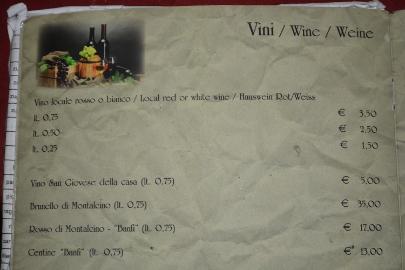 Vini / Wine / Weine
Vino locale rosso o bianco / Local red or white wine / Hauswein Rot/Weiss
lt. 0,75 € 3,50
lt. 0,50 € 2,50
lt. 0,25 € 1,50
Vino San Giovese della casa (lt. 0,75) € 5,00
Brunello di Montalcino (lt. 0,75) € 35,00
Rosso di Montalcino - "Banfi" (lt. 0,75) € 17,00
Centine "Banfi" (lt. 0,75) € 13,00